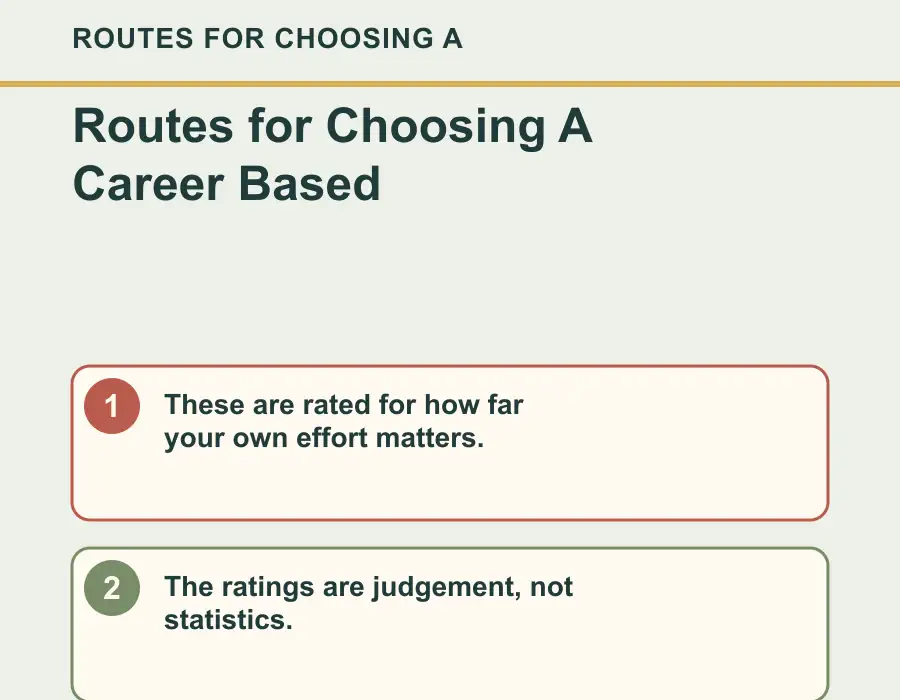 ROUTES FOR CHOOSING A
Routes for Choosing A
Career Based
1
These are rated for how far
your own effort matters.
2
The ratings are judgement, not
statistics.